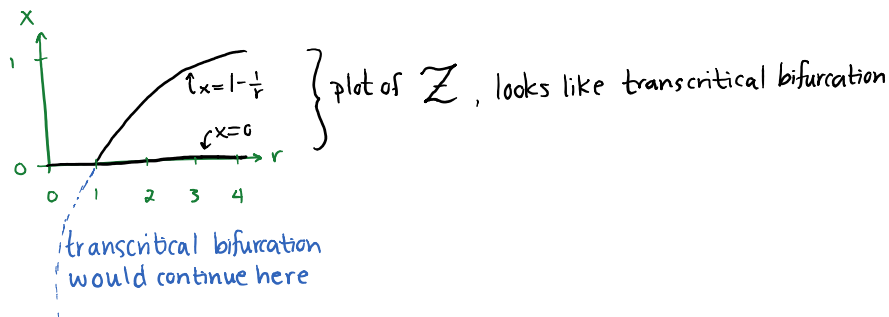 x
1
x=1-1/r
} plot of Z, looks like transcritical bifurcation
x=0
0
r
0 1 2 3 4
transcritical bifurcation
would continue here